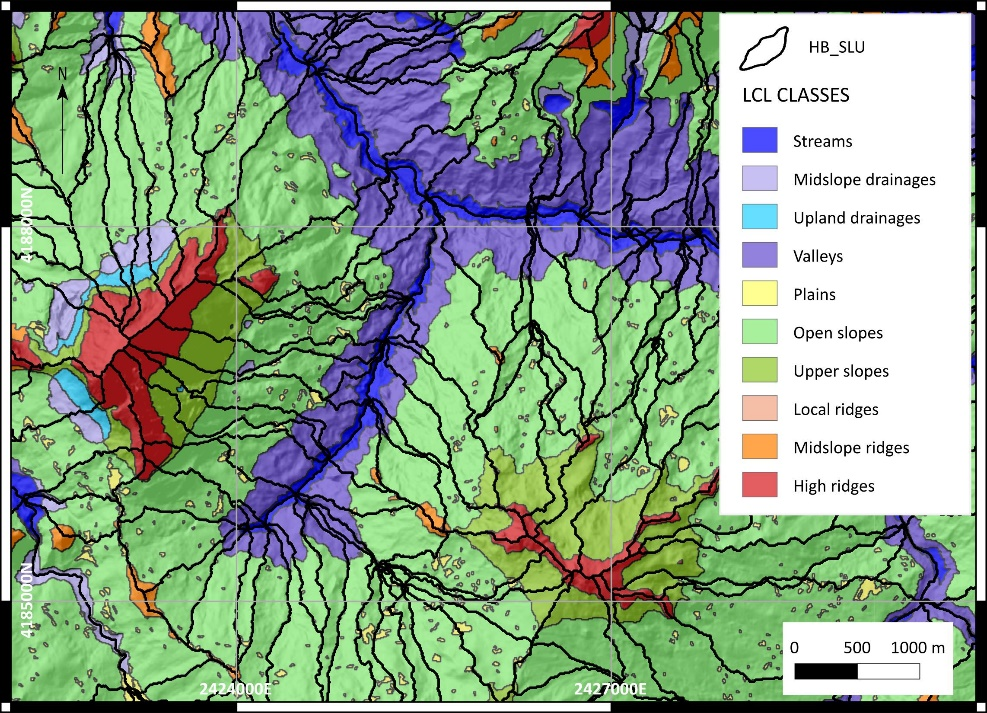 N
HB_SLU
LCL CLASSES
Streams
Midslope drainages
Upland drainages
Valleys
Plains
Open slopes
Upper slopes
Local ridges
Midslope ridges
High ridges
4188000N
4185000N
0 500 1000 m
2424000E 2427000E